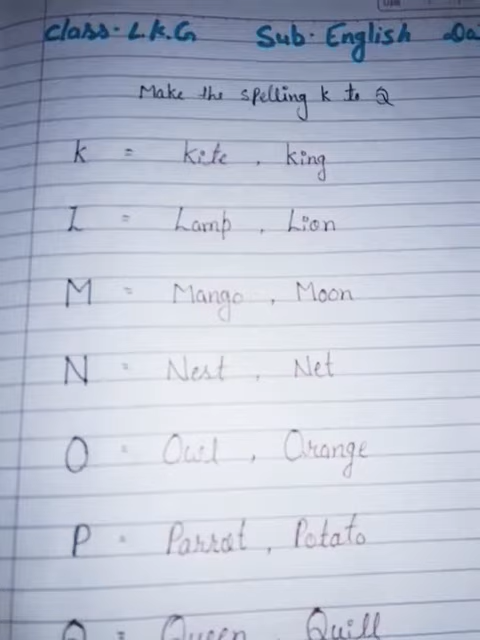 Class- L.K.G Sub- English
Make the spelling K to Q
K = Kite, King
L = Lamp, Lion
M = Mango, Moon
N = Nest, Net
O = Owl, Orange
P = Parrot, Potato
Q = Queen, Quill